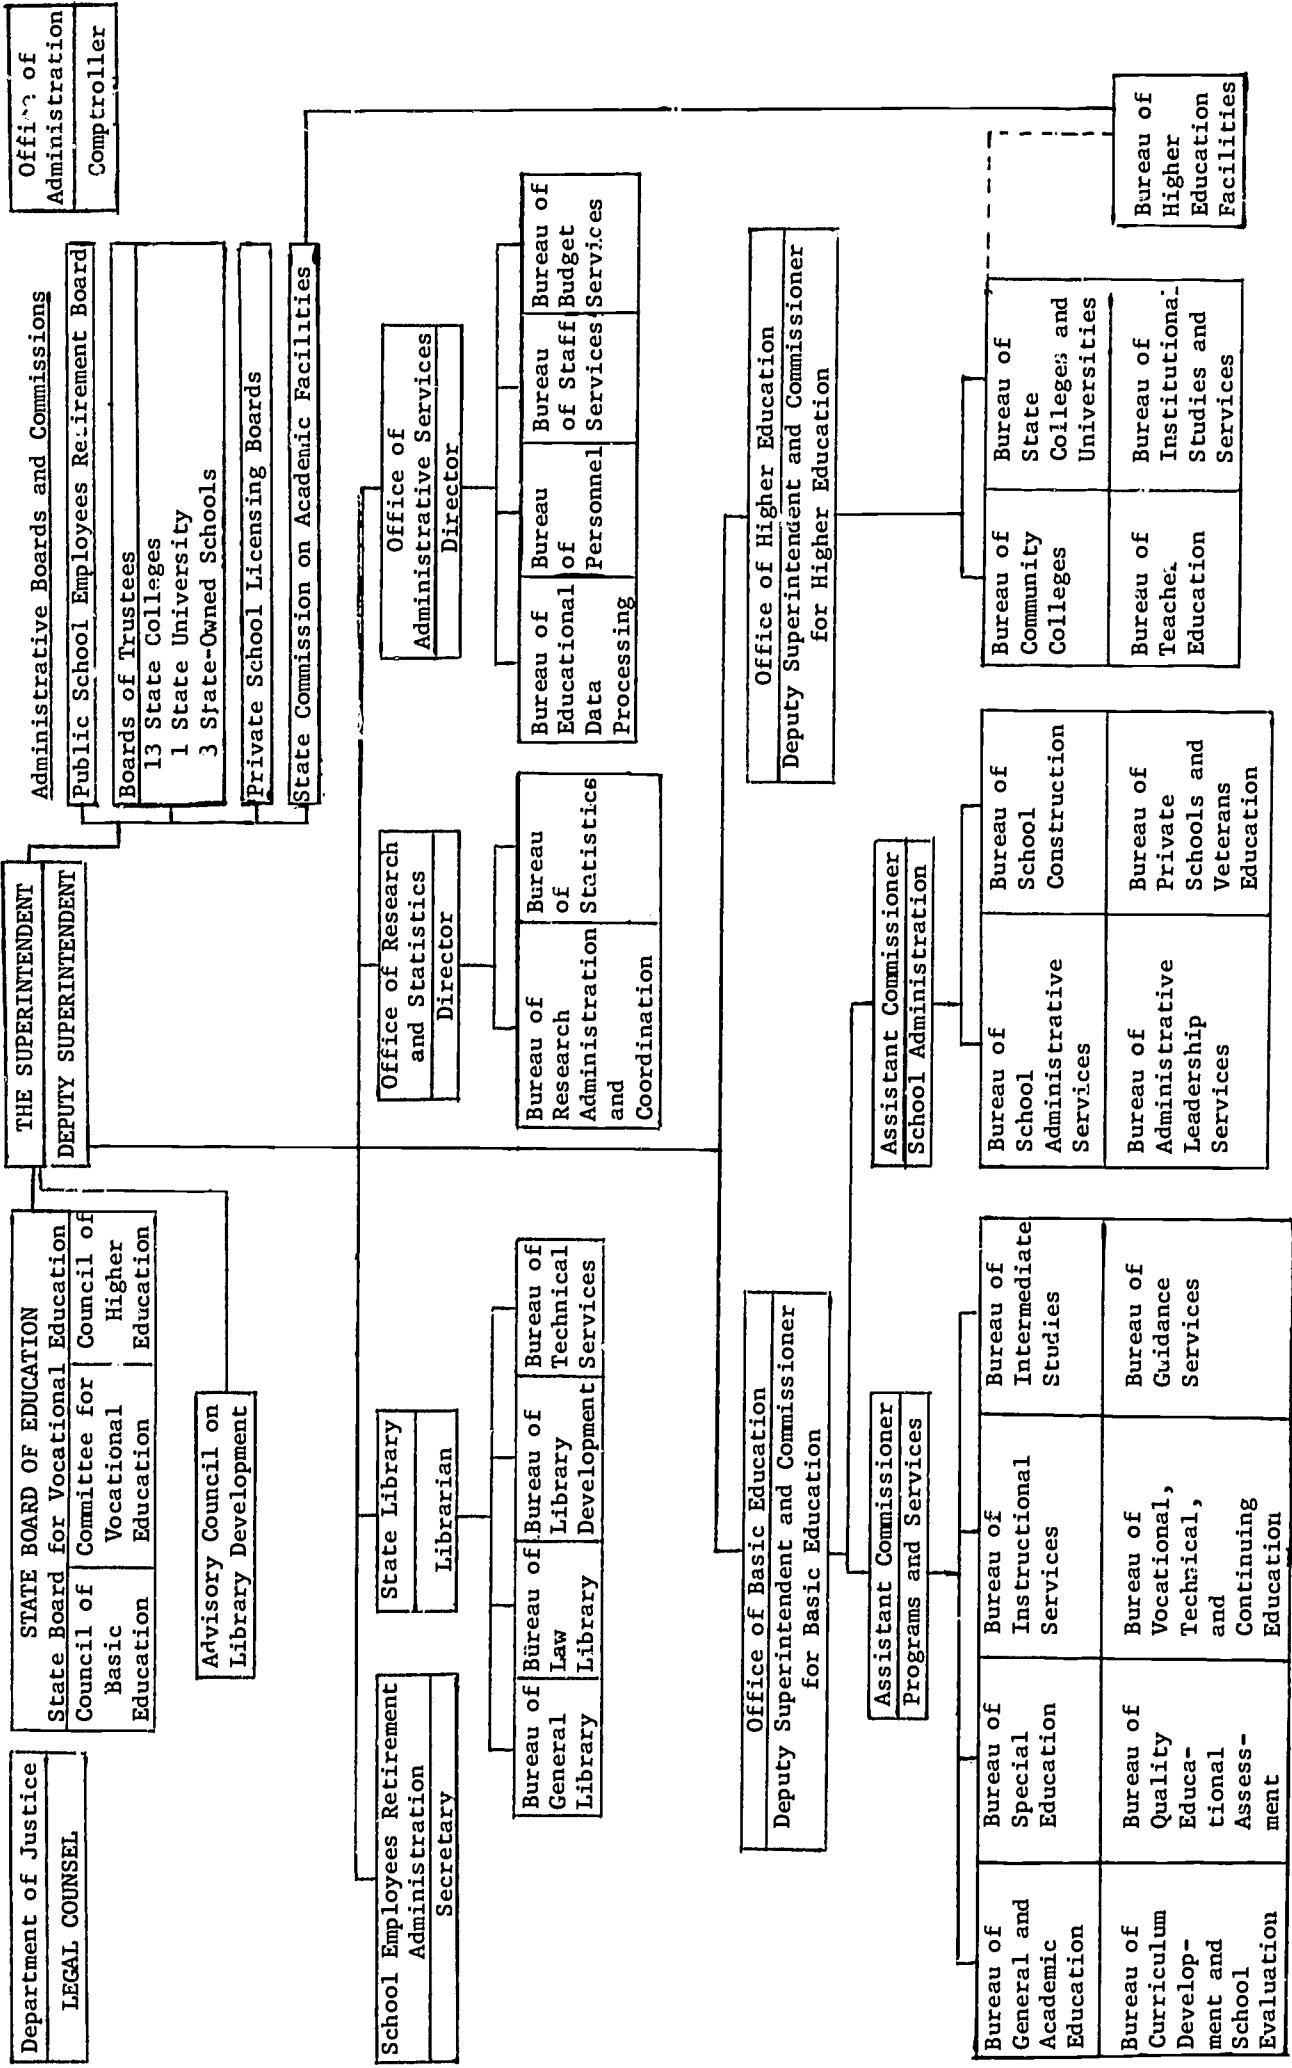 Department of Justice
LEGAL COUNSEL
STATE BOARD OF EDUCATION
State Board for Vocational Education
Council of
Basic
Education
Committee for
Vocational
Education
Council of
Higher
Education
THE SUPERINTENDENT
DEPUTY SUPERINTENDENT
Advisory Council on
Library Development
Administrative Boards and Commissions
Public School Employees Retirement Board
Boards of Trustees
13 State Colleges
1 State University
3 State-Owned Schools
Private School Licensing Boards
State Commission on Academic Facilities
Office of
Administration
Comptroller
School Employees Retirement
Administration
Secretary
State Library
Librarian
Bureau of
General
Library
Bureau of
Law
Library
Bureau of
Library
Development
Bureau of
Technical
Services
Office of Research
and Statistics
Director
Bureau of
Research
Administration
and
Coordination
Bureau
of
Statistics
Office of
Administrative Services
Director
Bureau of
Educational
Data
Processing
Bureau
of
Personnel
Bureau
of Staff
Services
Bureau of
Budget
Services
Office of Basic Education
Deputy Superintendent and Commissioner
for Basic Education
Assistant Commissioner
Programs and Services
Bureau of
General and
Academic
Education
Bureau of
Special
Education
Bureau of
Instructional
Services
Bureau of
Intermediate
Studies
Bureau of
Curriculum
Develop-
ment and
School
Evaluation
Bureau of
Quality
Educa-
tional
Assess-
ment
Bureau of
Vocational,
Technical,
and
Continuing
Education
Bureau of
Guidance
Services
Assistant Commissioner
School Administration
Bureau of
School
Administrative
Services
Bureau of
School
Construction
Bureau of
Administrative
Leadership
Services
Bureau of
Private
Schools and
Veterans
Education
Office of Higher Education
Deputy Superintendent and Commissioner
for Higher Education
Bureau of
Community
Colleges
Bureau of
State
Colleges and
Universities
Bureau of
Teacher
Education
Bureau of
Institutional
Studies and
Services
Bureau of
Higher
Education
Facilities